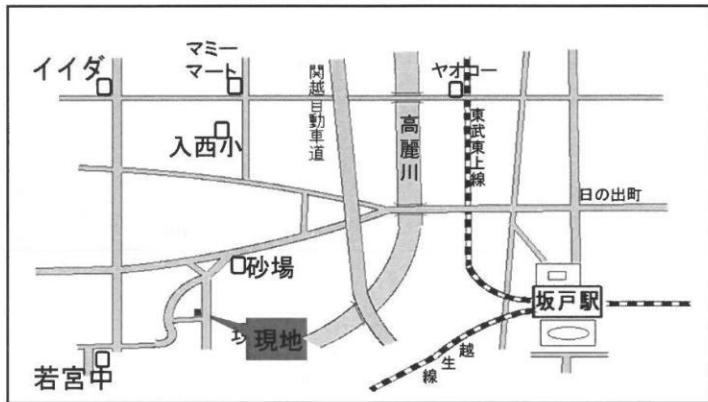 イイダ
マミー
マート
関越自動車道
ヤオコー
入西小
高麗川
東武東上線
日の出町
砂場
坂戸駅
現地
越生線
若宮中